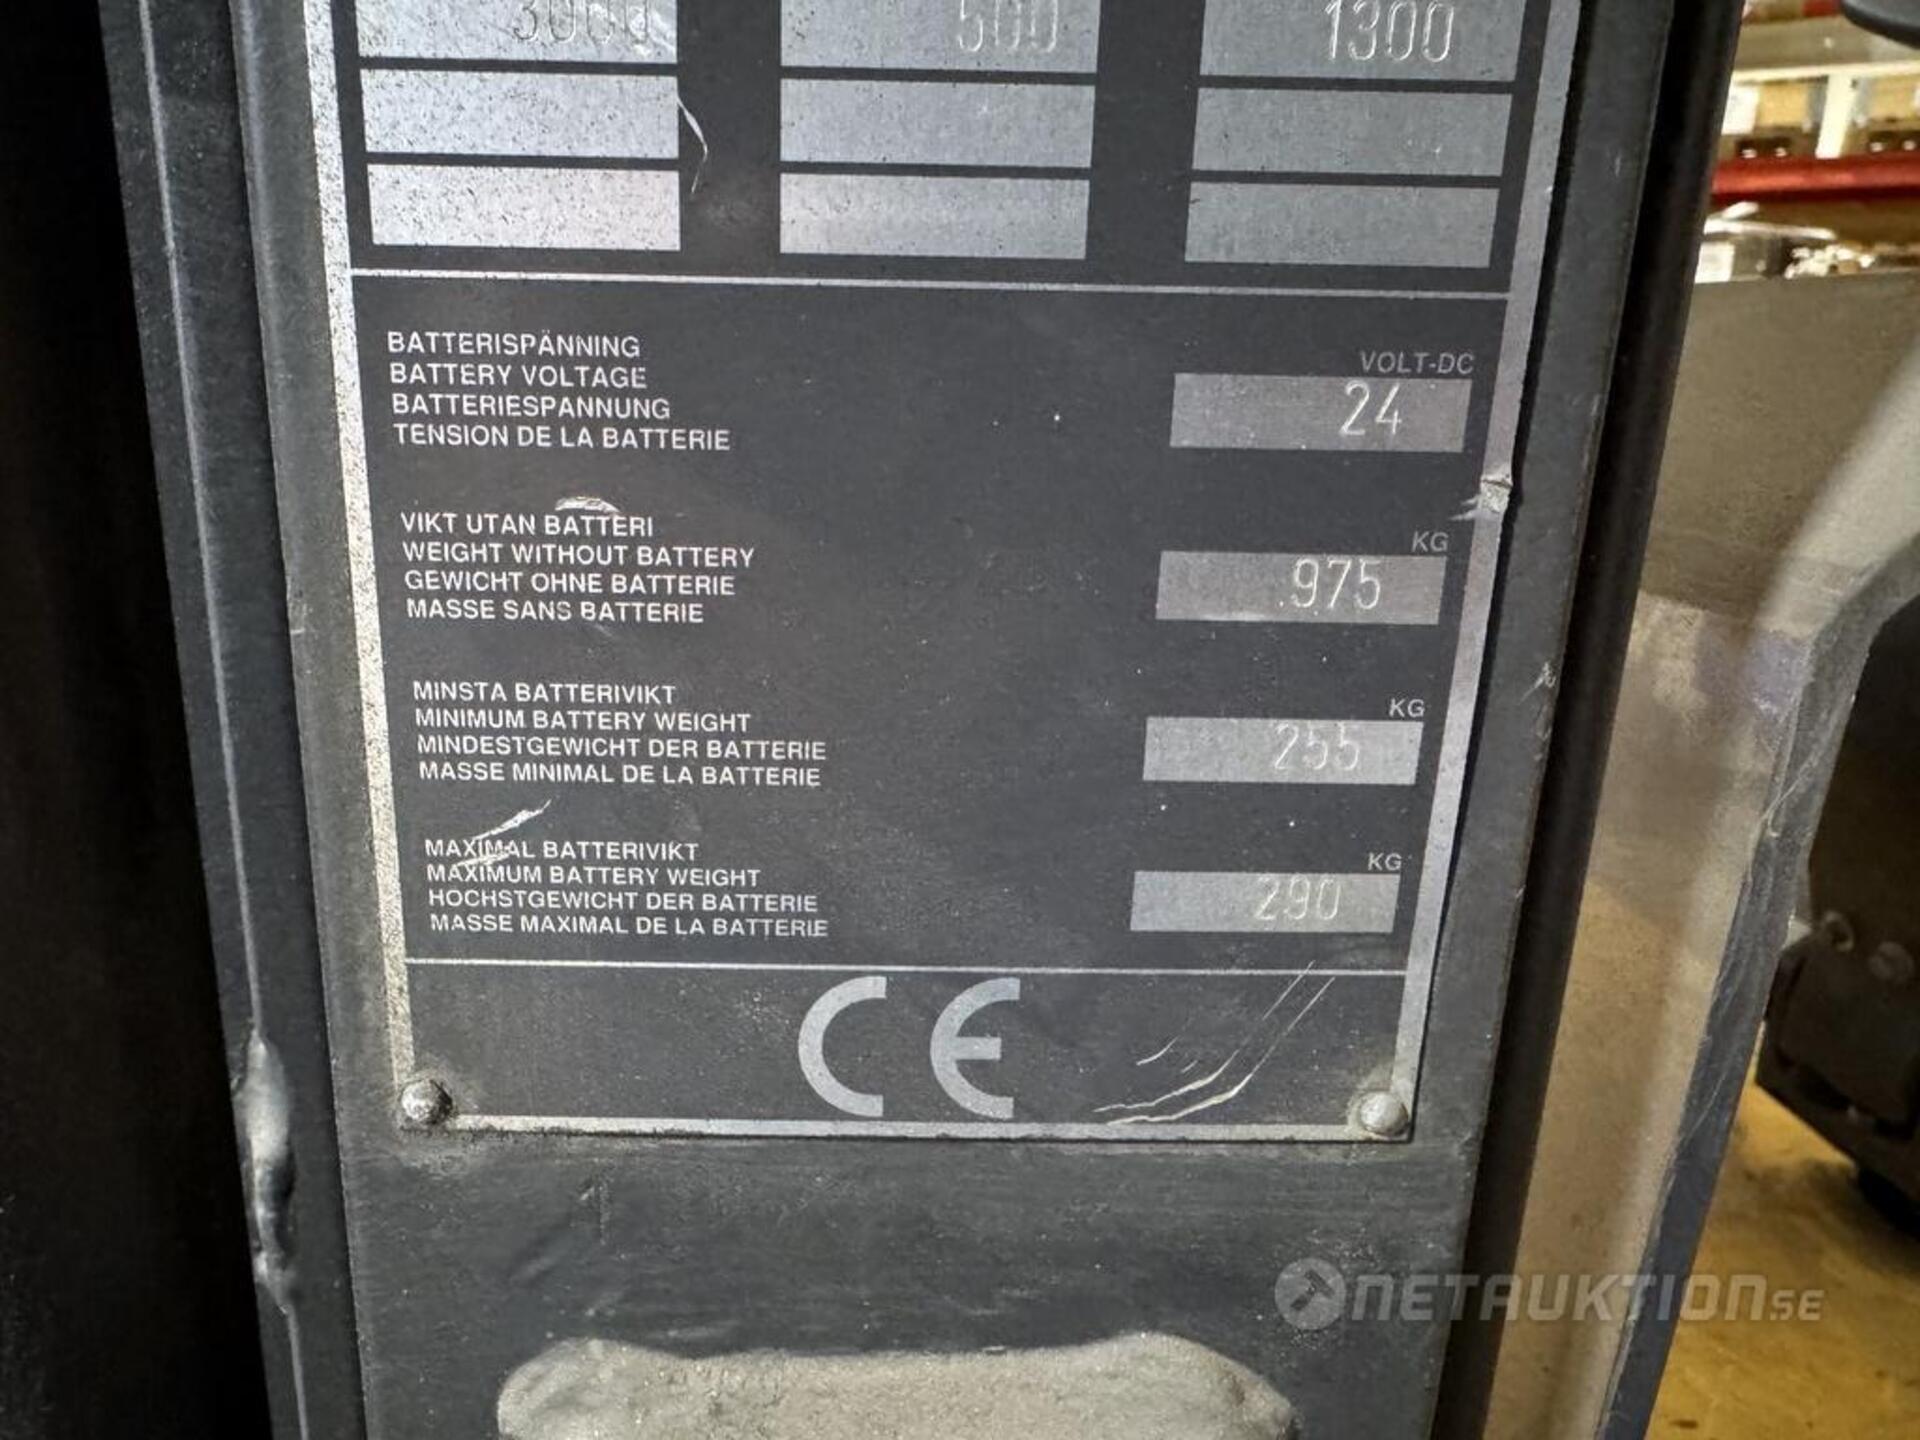 3000 500 1300
BATTERISPÄNNING
BATTERY VOLTAGE
BATTERIESPANNUNG
TENSION DE LA BATTERIE
VOLT-DC
24
VIKT UTAN BATTERI
WEIGHT WITHOUT BATTERY
GEWICHT OHNE BATTERIE
MASSE SANS BATTERIE
KG
975
MINSTA BATTERIVIKT
MINIMUM BATTERY WEIGHT
MINDESTGEWICHT DER BATTERIE
MASSE MINIMAL DE LA BATTERIE
KG
255
MAXIMAL BATTERIVIKT
MAXIMUM BATTERY WEIGHT
HOCHSTGEWICHT DER BATTERIE
MASSE MAXIMAL DE LA BATTERIE
KG
290
CE
NETAUKTION.SE